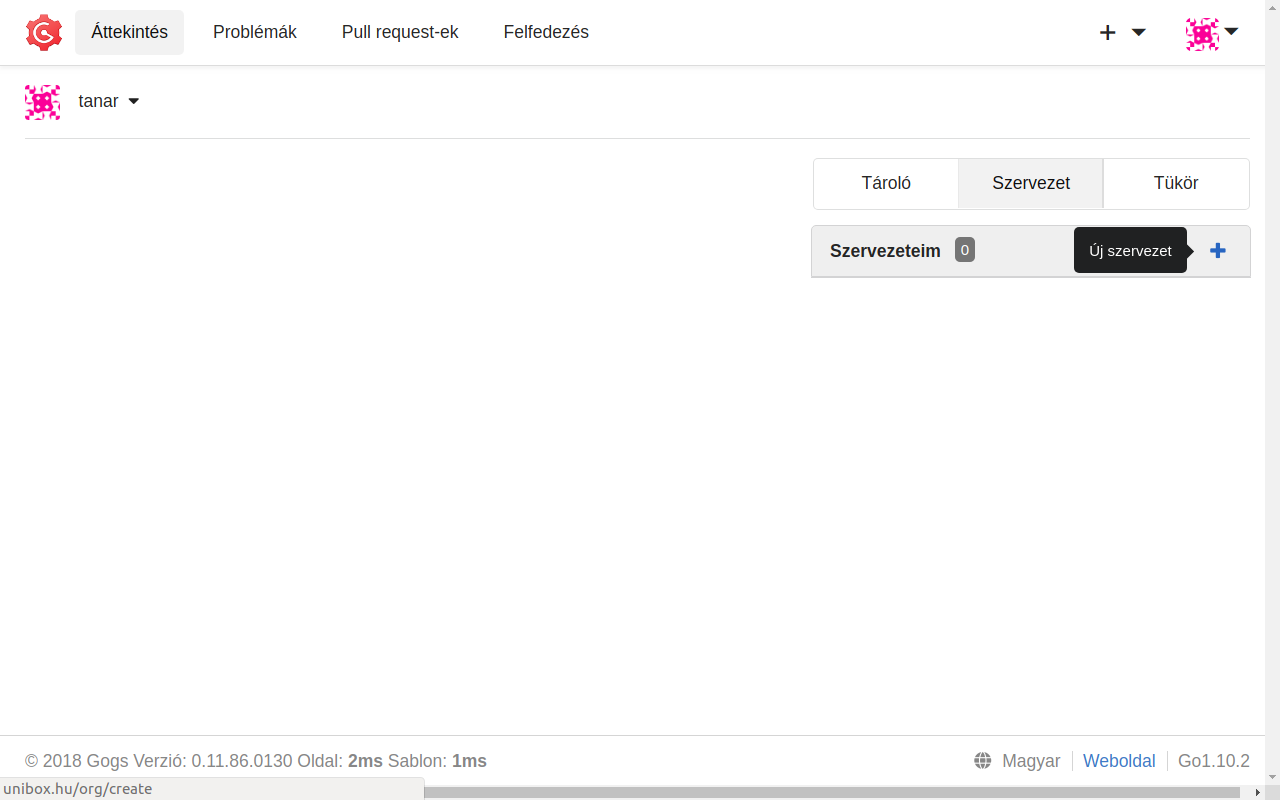 Áttekintés Problémák Pull request-ek Felfedezés
tanar
Tároló Szervezet Tükör
Szervezeteim 0 Új szervezet
© 2018 Gogs Verzió: 0.11.86.0130 Oldal: 2ms Sablon: 1ms Magyar Weboldal Go1.10.2
unibox.hu/org/create